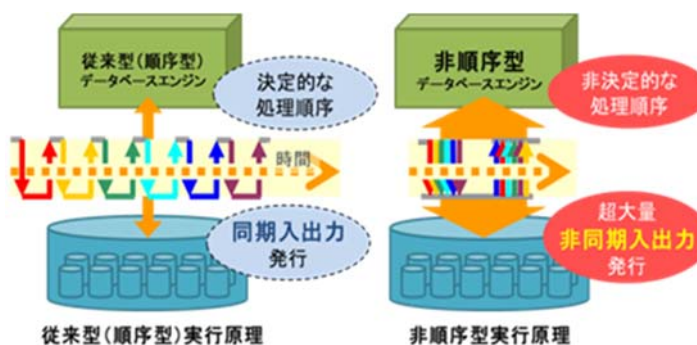 従来型(順序型)
データベースエンジン
決定的な
処理順序
時間
同期入出力
発行
従来型(順序型)実行原理
非順序型
データベースエンジン
非決定的な
処理順序
超大量
非同期入出力
発行
非順序型実行原理